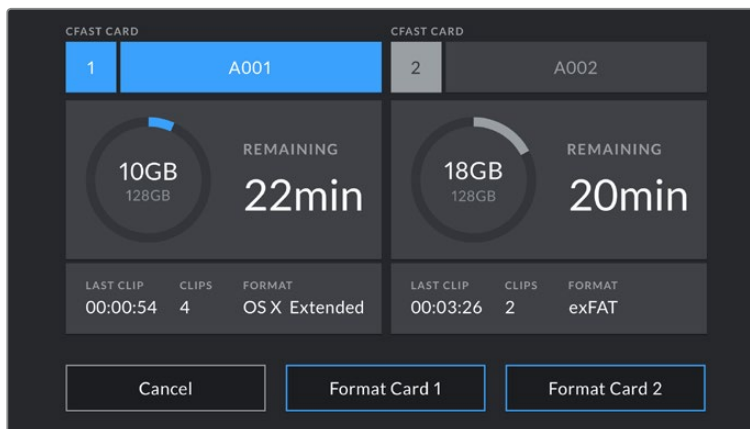 CFAST CARD
1 A001
10GB
128GB
REMAINING
22min
LAST CLIP CLIPS FORMAT
00:00:54 4 OS X Extended
CFAST CARD
2 A002
18GB
128GB
REMAINING
20min
LAST CLIP CLIPS FORMAT
00:03:26 2 exFAT
Cancel Format Card 1 Format Card 2